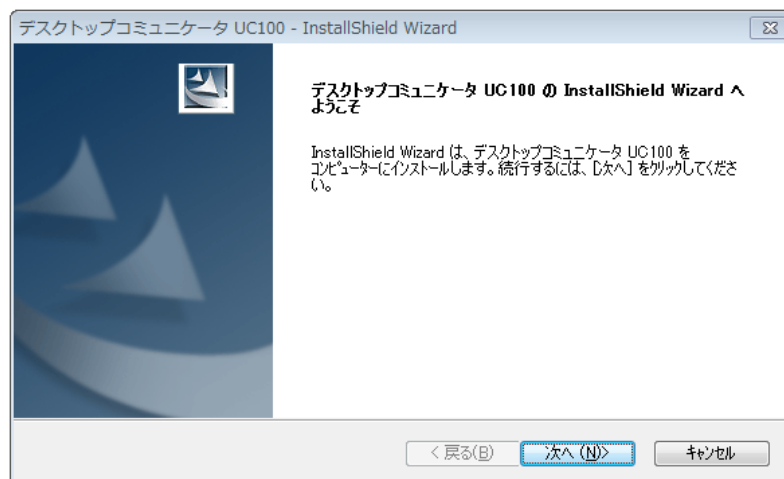 デスクトップコミュニケータ UC100 - InstallShield Wizard
デスクトップコミュニケータ UC100 の InstallShield Wizard へ
ようこそ
InstallShield Wizard は、デスクトップコミュニケータ UC100 を
コンピューターにインストールします。続行するには、[次へ] をクリックしてくださ
い。
< 戻る(B)
次へ (N)>
キャンセル